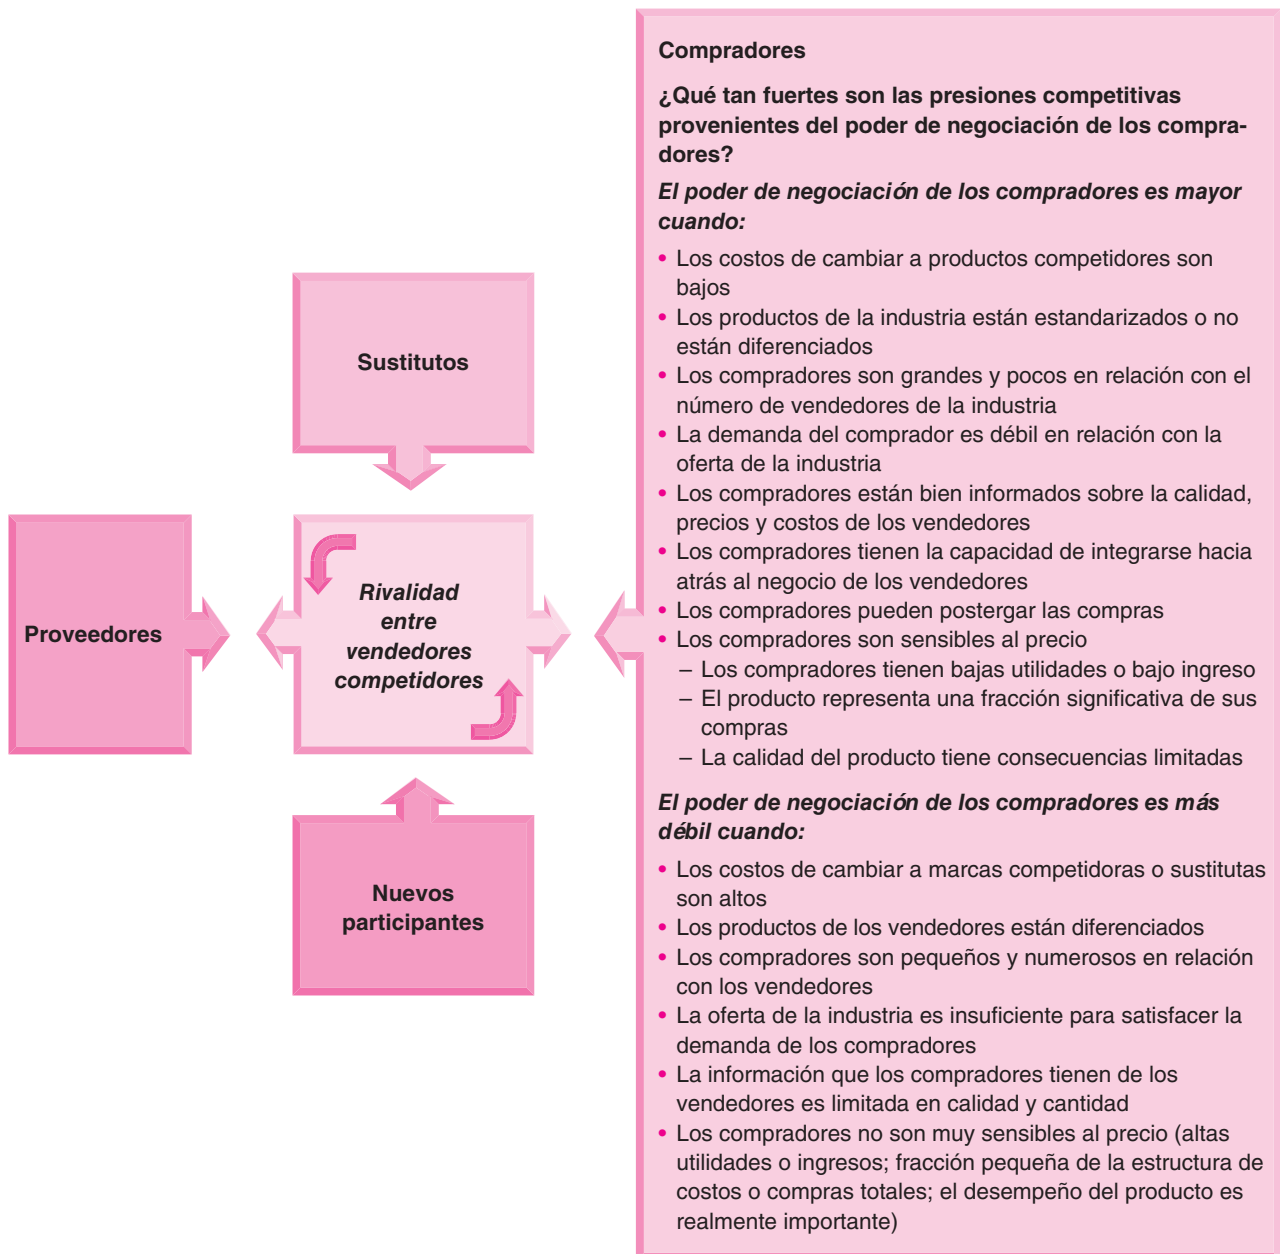 Compradores
¿Qué tan fuertes son las presiones competitivas
provenientes del poder de negociación de los compra-
dores?
El poder de negociación de los compradores es mayor
cuando:
• Los costos de cambiar a productos competidores son
bajos
• Los productos de la industria están estandarizados o no
están diferenciados
• Los compradores son grandes y pocos en relación con el
número de vendedores de la industria
• La demanda del comprador es débil en relación con la
oferta de la industria
• Los compradores están bien informados sobre la calidad,
precios y costos de los vendedores
• Los compradores tienen la capacidad de integrarse hacia
atrás al negocio de los vendedores
• Los compradores pueden postergar las compras
• Los compradores son sensibles al precio
– Los compradores tienen bajas utilidades o bajo ingreso
– El producto representa una fracción significativa de sus
compras
– La calidad del producto tiene consecuencias limitadas
El poder de negociación de los compradores es más
débil cuando:
• Los costos de cambiar a marcas competidoras o sustitutas
son altos
• Los productos de los vendedores están diferenciados
• Los compradores son pequeños y numerosos en relación
con los vendedores
• La oferta de la industria es insuficiente para satisfacer la
demanda de los compradores
• La información que los compradores tienen de los
vendedores es limitada en calidad y cantidad
• Los compradores no son muy sensibles al precio (altas
utilidades o ingresos; fracción pequeña de la estructura de
costos o compras totales; el desempeño del producto es
realmente importante)
Sustitutos
Proveedores
Rivalidad
entre
vendedores
competidores
Nuevos
participantes